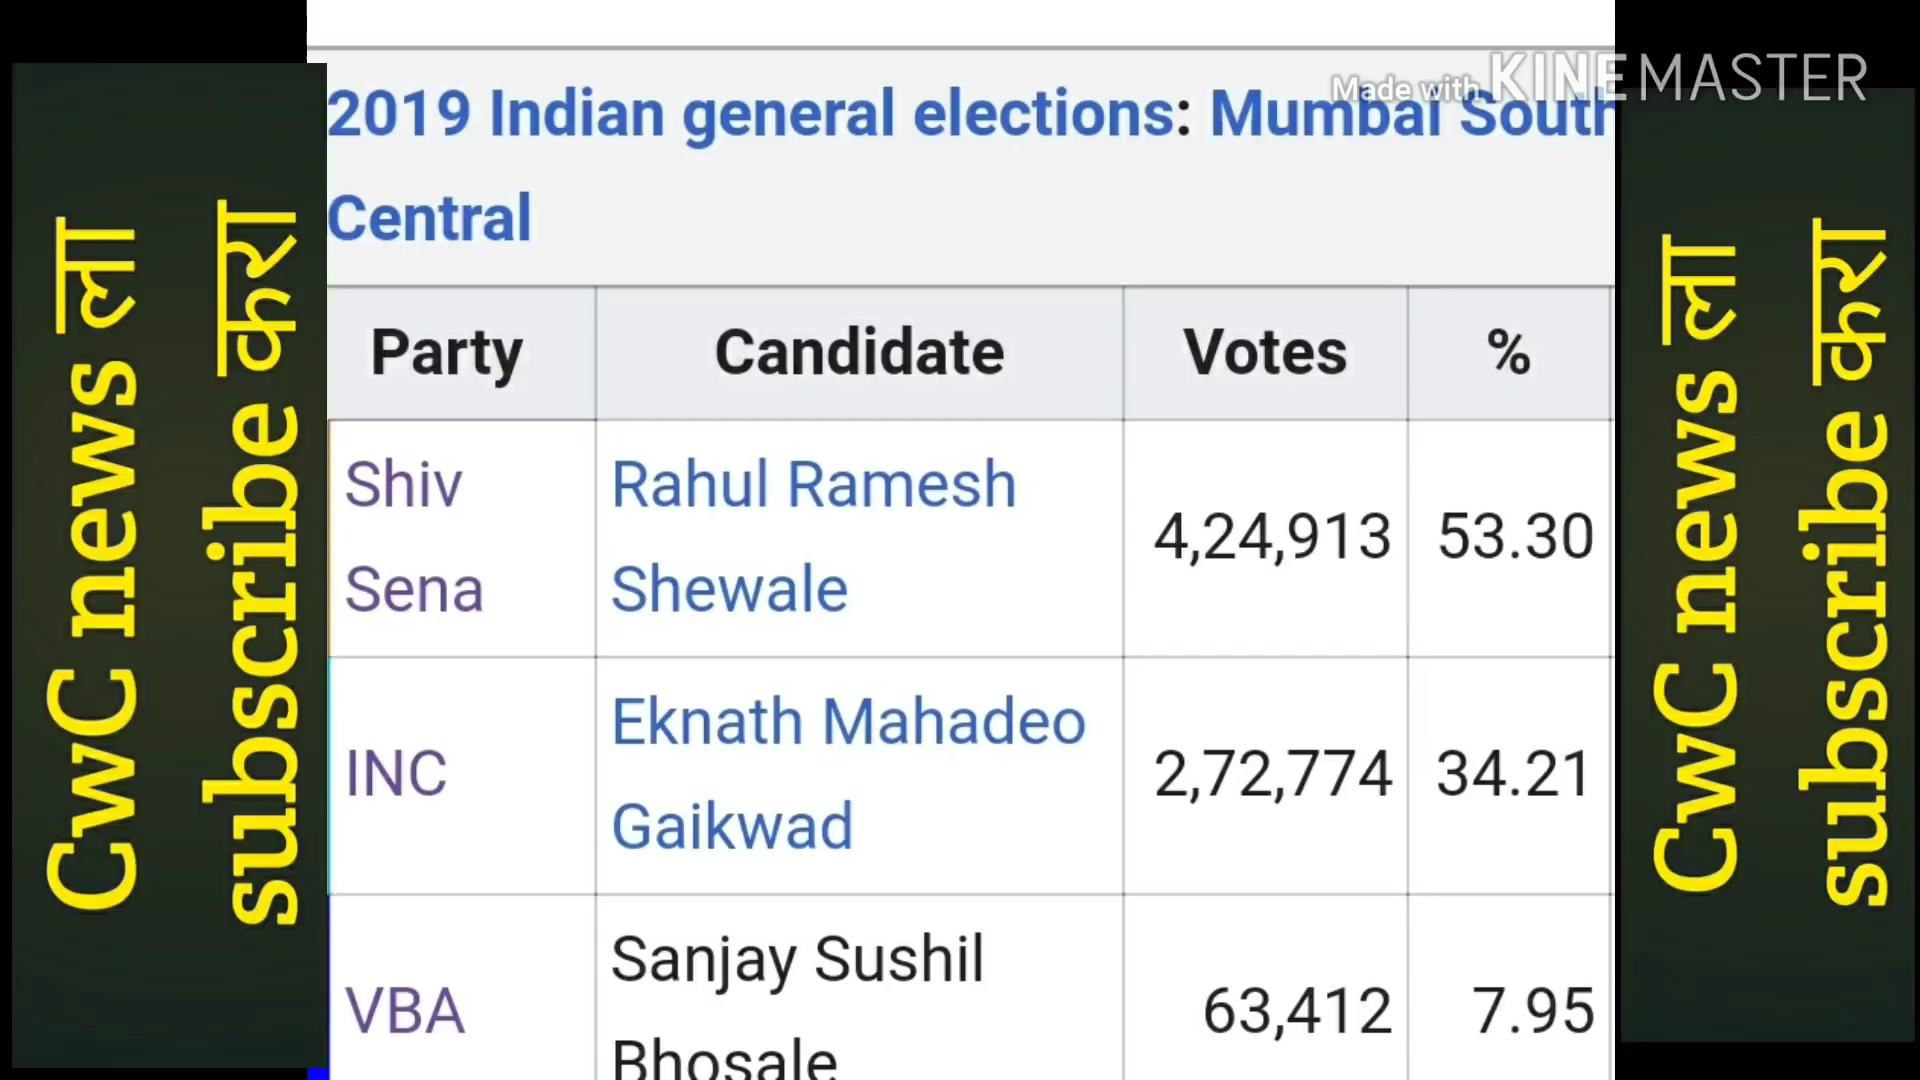 CwC news ला
subscribe करा
Made with KINEMASTER
2019 Indian general elections: Mumbai South
Central
Party Candidate Votes %
Shiv
Sena
Rahul Ramesh
Shewale
4,24,913 53.30
INC
Eknath Mahadeo
Gaikwad
2,72,774 34.21
VBA
Sanjay Sushil
Bhosale
63,412 7.95
CwC news ला
subscribe करा